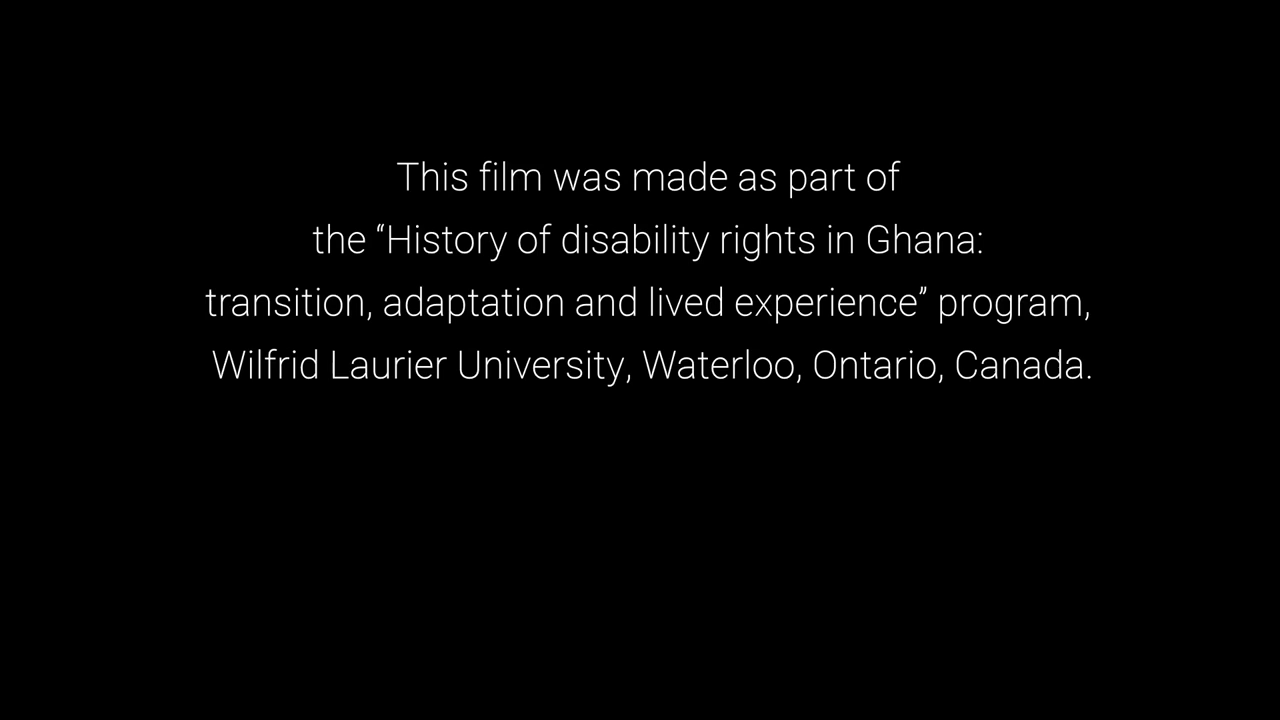 This film was made as part of
the “History of disability rights in Ghana:
transition, adaptation and lived experience” program,
Wilfrid Laurier University, Waterloo, Ontario, Canada.